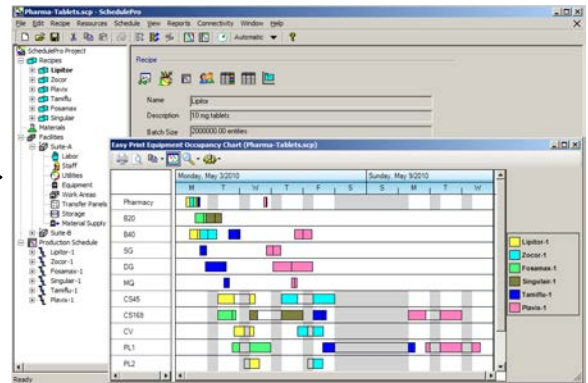 Pharma-Tablets.scp - SchedulePro
File Edit Recipe Resources Schedule View Reports Connectivity Window Help
Automatic
SchedulePro Project
Recipes
Lipitor
Zocor
Plavix
Tamiflu
Fosamax
Singulair
Materials
Facilities
Suite-A
Labor
Staff
Utilities
Equipment
Work Areas
Transfer Panels
Storage
Material Supply
Suite-B
Production Schedule
Lipitor-1
Zocor-1
Fosamax-1
Singulair-1
Tamiflu-1
Plavix-1
Ready
Recipe
Name Lipitor
Description 10 mg tablets
Batch Size 2000000.00 entities
Easy Print Equipment Occupancy Chart (Pharma-Tablets.scp)
Monday, May 3/2010 Sunday, May 9/2010
M T W T F S S M T W
Pharmacy
B20
B40
SG
DG
MG
CS45
CS169
CV
PL1
PL2
Lipitor-1
Zocor-1
Fosamax-1
Singulair-1
Tamiflu-1
Plavix-1